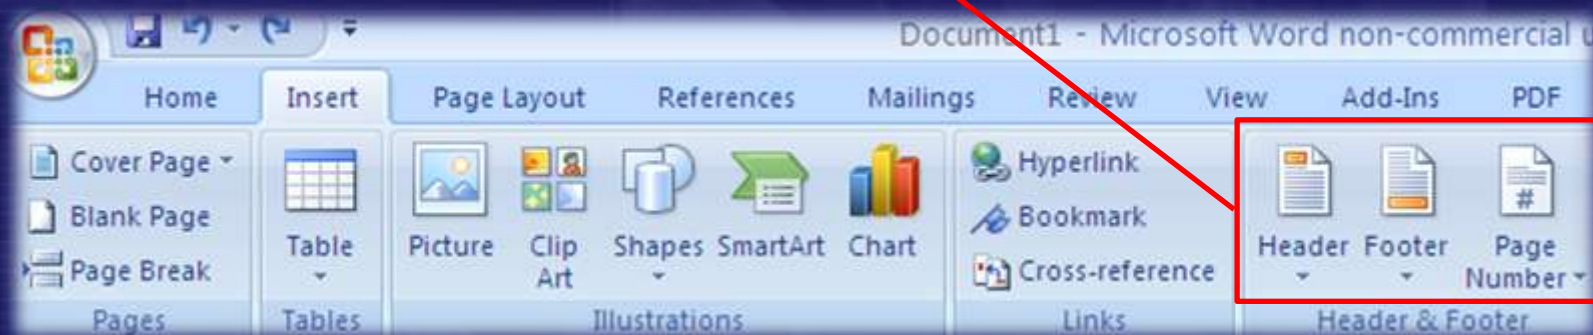 Document1 - Microsoft Word non-commercial
Home Insert Page Layout References Mailings Review View Add-Ins PDF
Cover Page
Blank Page
Page Break
Pages
Table
Tables
Picture
Clip
Art
Shapes
SmartArt
Chart
Illustrations
Hyperlink
Bookmark
Cross-reference
Links
Header
Footer
Page
Number
#
Header & Footer